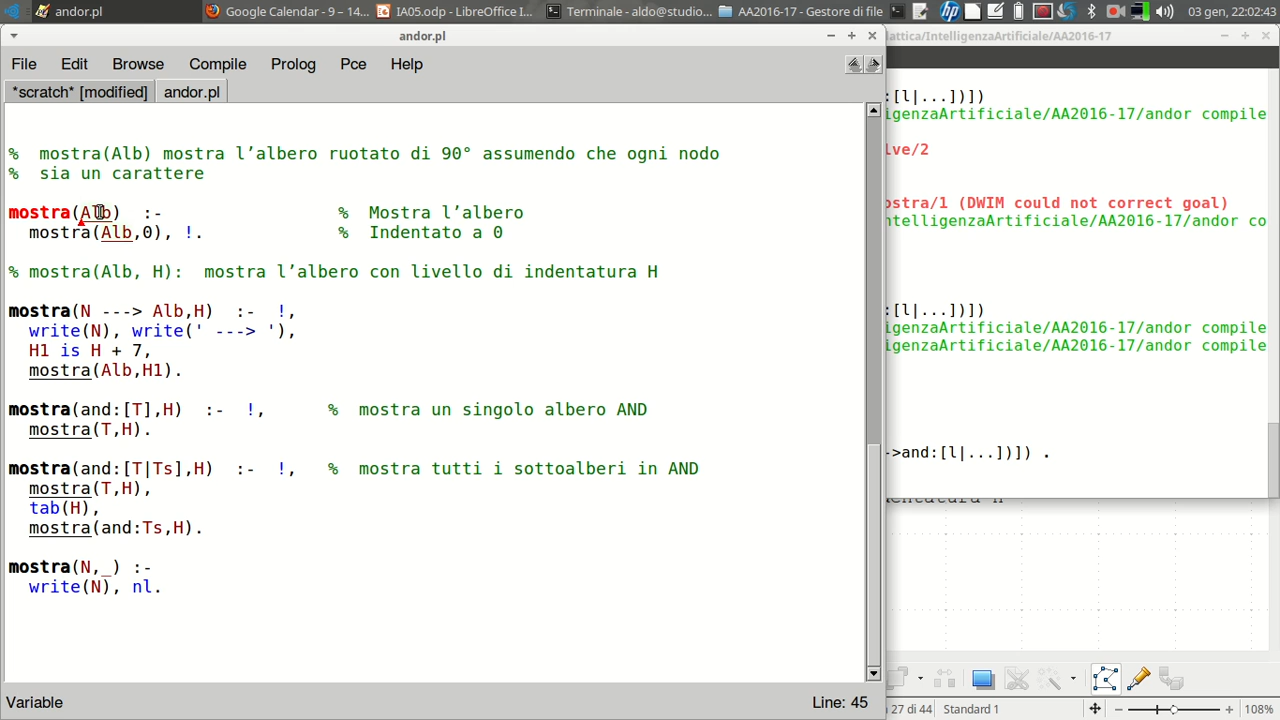 andor.pl
Google Calendar - 9 – 14...
IA05.odp - LibreOffice I...
Terminale - aldo@studio...
AA2016-17 - Gestore di file
03 gen, 22:02:43
andor.pl
lattica/IntelligenzaArtificiale/AA2016-17
File Edit Browse Compile Prolog Pce Help
*scratch* [modified] andor.pl
% mostra(Alb) mostra l’albero ruotato di 90° assumendo che ogni nodo
% sia un carattere
mostra(Alb) :- % Mostra l’albero
mostra(Alb,0), !. % Indentato a 0
% mostra(Alb, H): mostra l’albero con livello di indentatura H
mostra(N ---> Alb,H) :- !,
write(N), write(' ---> '),
H1 is H + 7,
mostra(Alb,H1).
mostra(and:[T],H) :- !, % mostra un singolo albero AND
mostra(T,H).
mostra(and:[T|Ts],H) :- !, % mostra tutti i sottoalberi in AND
mostra(T,H),
tab(H),
mostra(and:Ts,H).
mostra(N,_) :-
write(N), nl.
Variable
Line: 45
:[l|...])])
igenzaArtificiale/AA2016-17/andor compile
lve/2
ostra/1 (DWIM could not correct goal)
ntelligenzaArtificiale/AA2016-17/andor co
:[l|...])])
igenzaArtificiale/AA2016-17/andor compile
igenzaArtificiale/AA2016-17/andor compile
->and:[l|...])]) .
27 di 44
Standard 1
108%